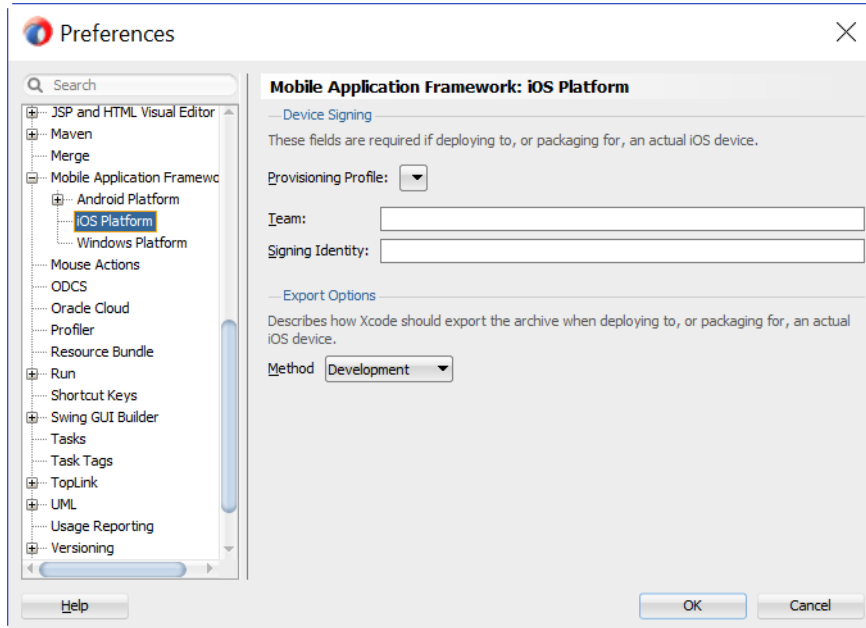 Preferences
Search
JSP and HTML Visual Editor
Maven
Merge
Mobile Application Framewo
Android Platform
iOS Platform
Windows Platform
Mouse Actions
ODCS
Oracle Cloud
Profiler
Resource Bundle
Run
Shortcut Keys
Swing GUI Builder
Tasks
Task Tags
TopLink
UML
Usage Reporting
Versioning
Mobile Application Framework: iOS Platform
Device Signing
These fields are required if deploying to, or packaging for, an actual iOS device.
Provisioning Profile:
Team:
Signing Identity:
Export Options
Describes how Xcode should export the archive when deploying to, or packaging for, an actual
iOS device.
Method Development
Help
OK
Cancel